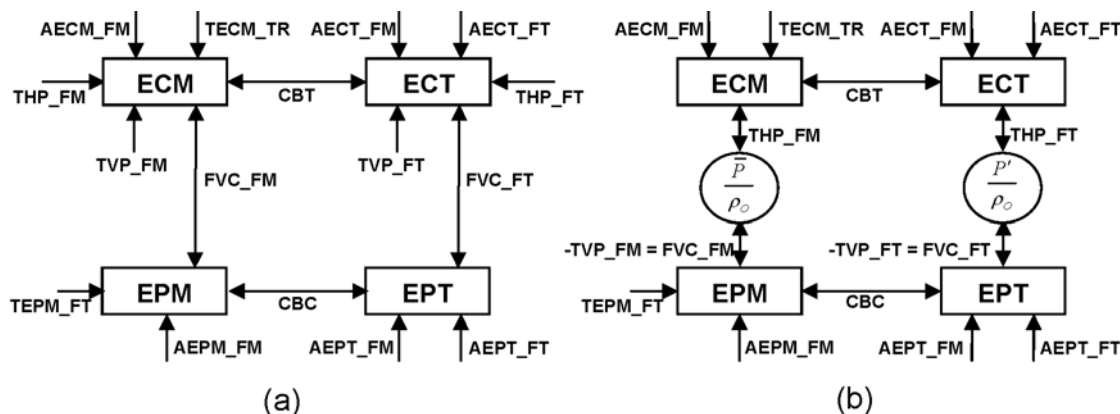 AECM_FM TECM_TR AECT_FM AECT_FT
THP_FM ECM CBT ECT THP_FT
TVP_FM TVP_FT
FVC_FM FVC_FT
TEPM_FT EPM CBC EPT
AEPM_FM AEPT_FM AEPT_FT
(a)
AECM_FM TECM_TR AECT_FM AECT_FT
ECM CBT ECT
THP_FM THP_FT
P̅ P'
ρₒ ρₒ
-TVP_FM = FVC_FM -TVP_FT = FVC_FT
TEPM_FT EPM CBC EPT
AEPM_FM AEPT_FM AEPT_FT
(b)